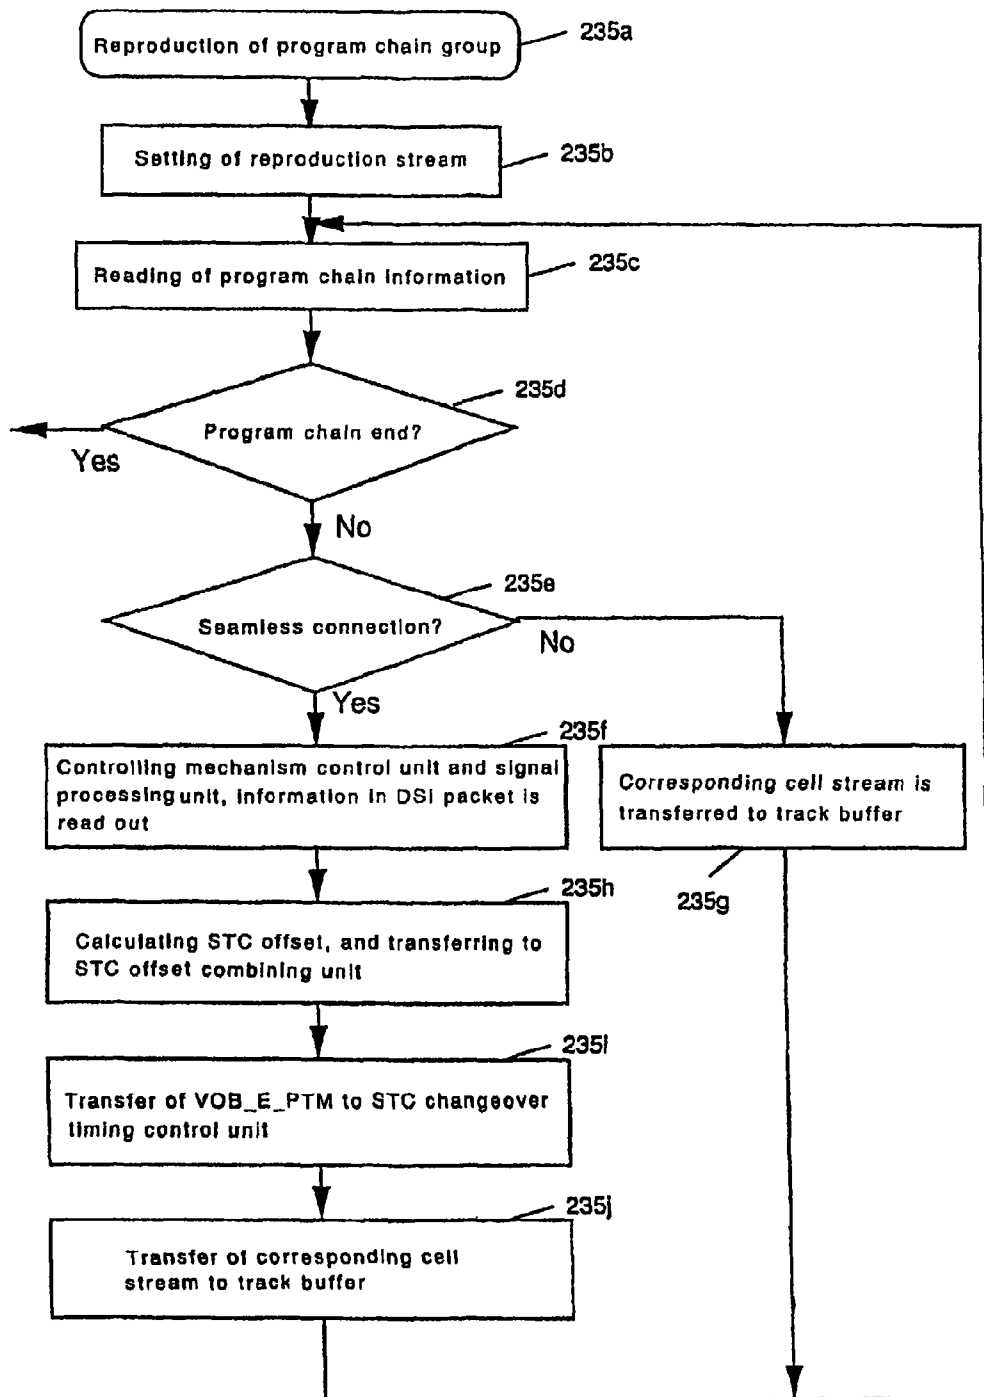 Reproduction of program chain group
235a
Setting of reproduction stream
235b
Reading of program chain information
235c
Program chain end?
235d
Yes
No
Seamless connection?
235e
No
Yes
235f
Controlling mechanism control unit and signal
processing unit, information in DSI packet is
read out
Corresponding cell stream is
transferred to track buffer
235g
235h
Calculating STC offset, and transferring to
STC offset combining unit
235i
Transfer of VOB_E_PTM to STC changeover
timing control unit
235j
Transfer of corresponding cell
stream to track buffer